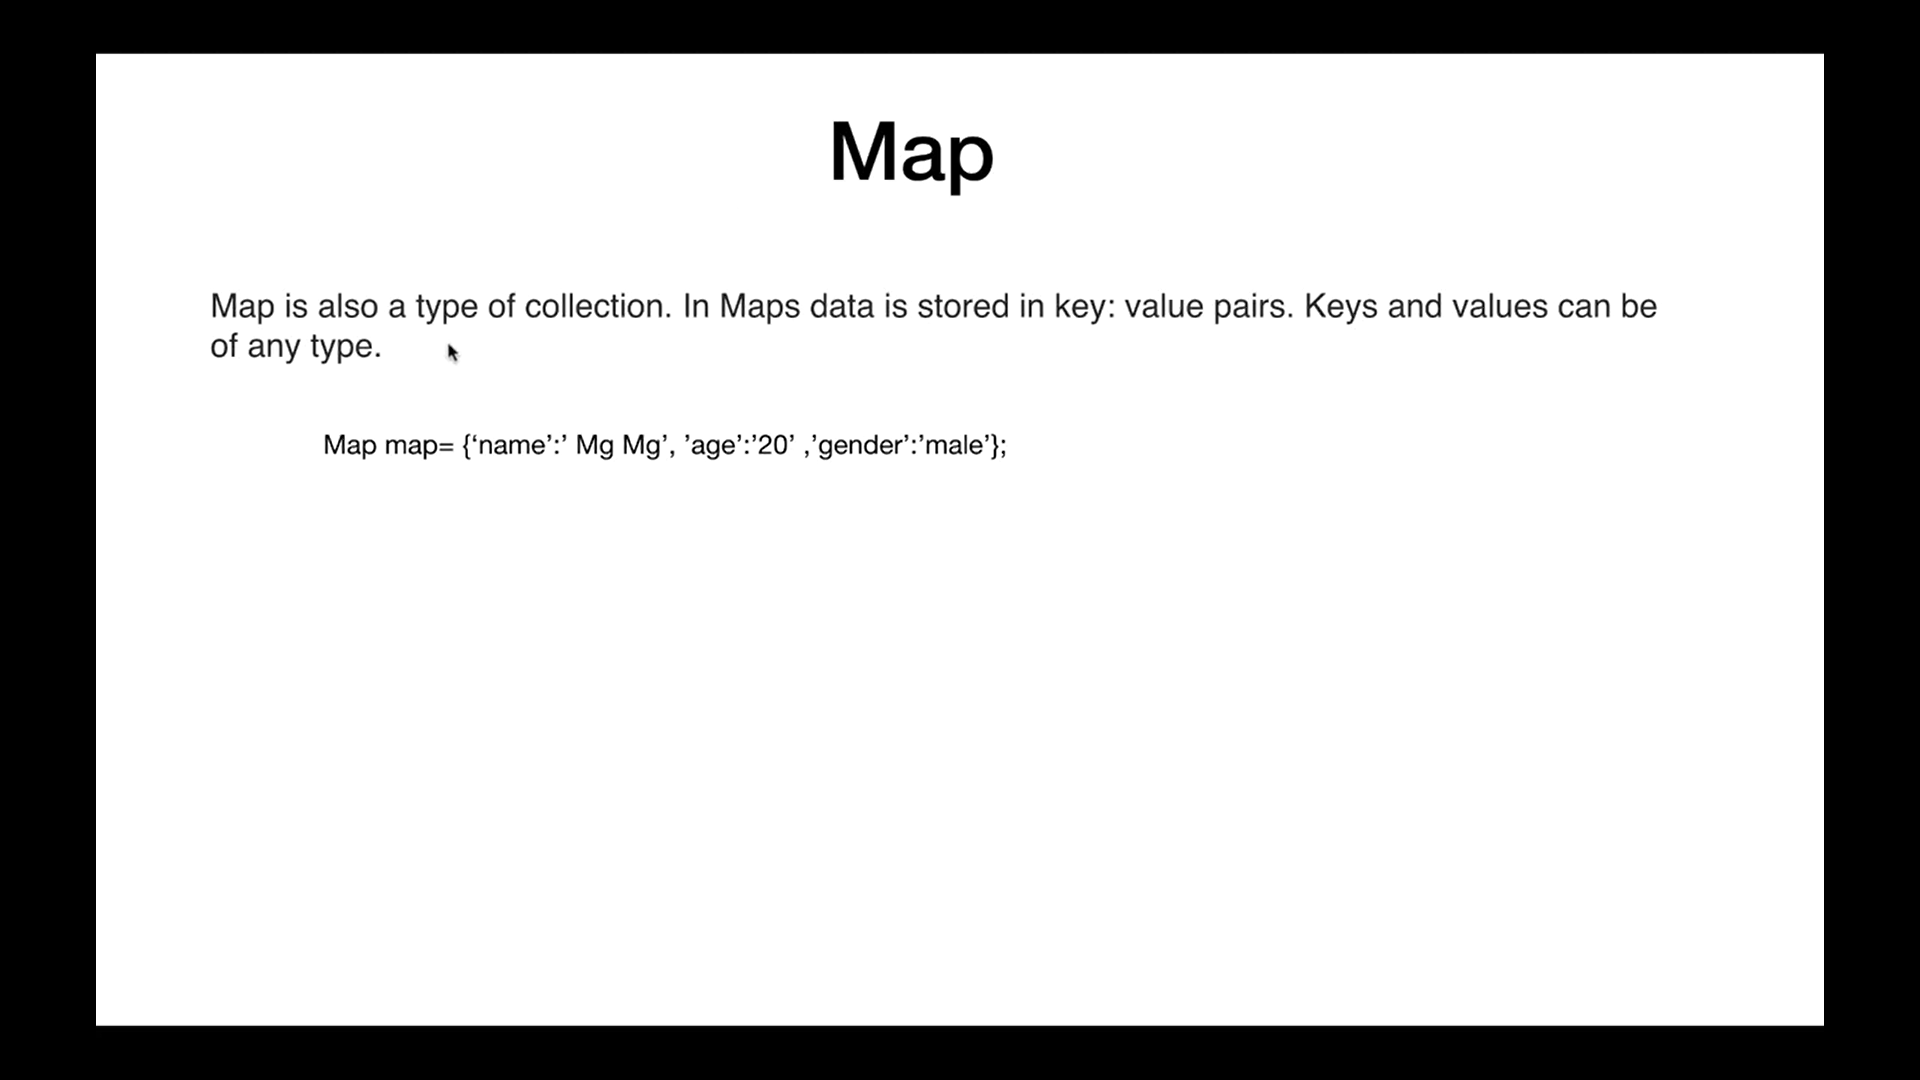 Map
Map is also a type of collection. In Maps data is stored in key: value pairs. Keys and values can be
of any type.
Map map= {‘name’:’ Mg Mg’, ’age’:’20’ ,’gender’:’male’};